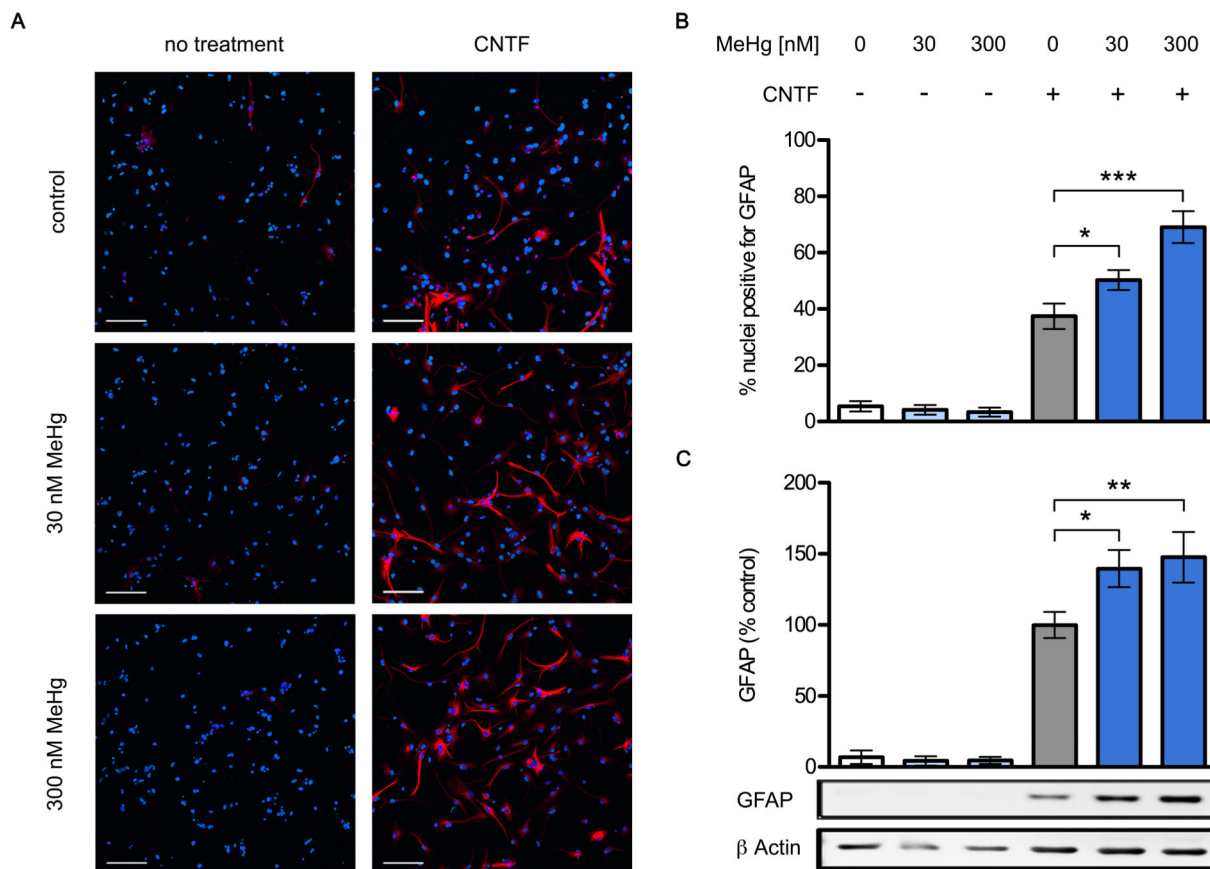 A
no treatment
CNTF
control
30 nM MeHg
300 nM MeHg
B
MeHg [nM] 0 30 300 0 30 300
CNTF - - - + + +
% nuclei positive for GFAP
100
80
60
40
20
0
***
*
C
GFAP (% control)
200
150
100
50
0
**
*
GFAP
β Actin